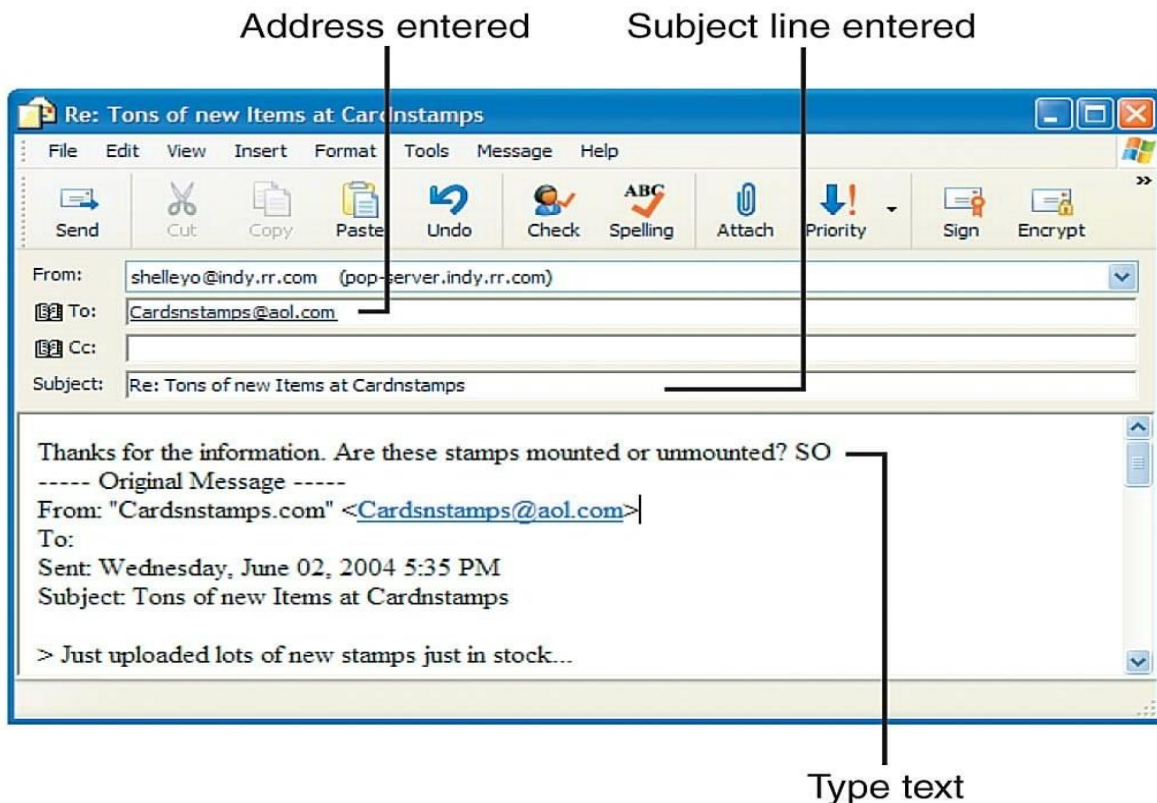 Address entered Subject line entered
Re: Tons of new Items at Cardnstamps
File Edit View Insert Format Tools Message Help
Send Cut Copy Paste Undo Check ABC Spelling Attach Priority Sign Encrypt
From: shelleyo@indy.rr.com (pop-server.indy.rr.com)
To: Cardsnstamps@aol.com
Cc:
Subject: Re: Tons of new Items at Cardnstamps
Thanks for the information. Are these stamps mounted or unmounted? SO
----- Original Message -----
From: "Cardsnstamps.com" <Cardsnstamps@aol.com>
To:
Sent: Wednesday, June 02, 2004 5:35 PM
Subject: Tons of new Items at Cardnstamps
> Just uploaded lots of new stamps just in stock...
Type text